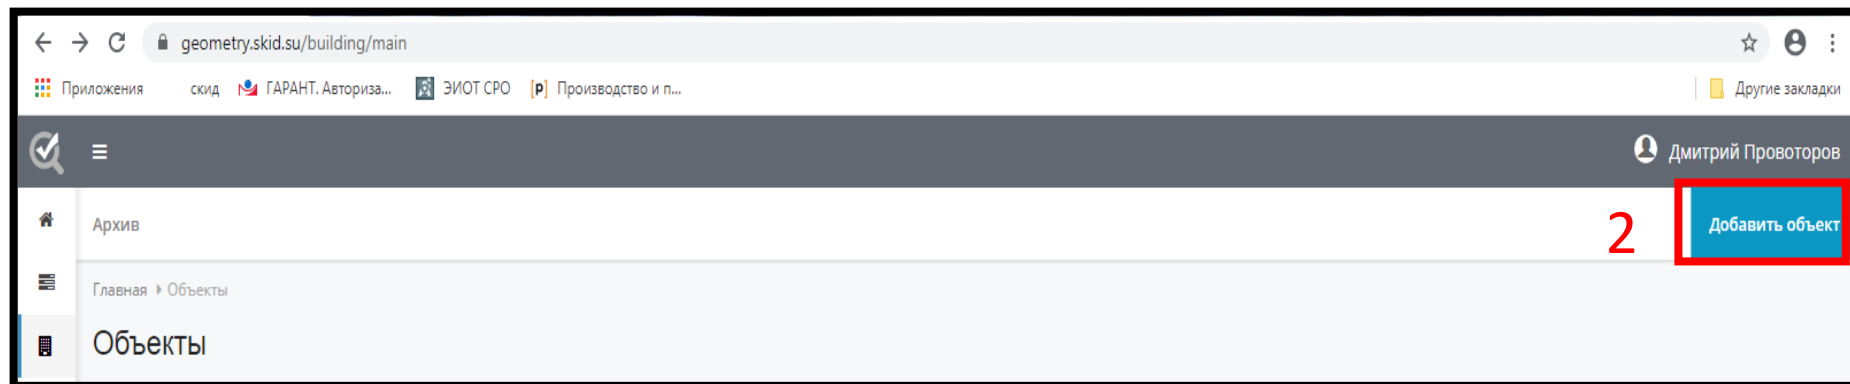 geometry.skid.su/building/main
Приложения скид ГАРАНТ. Авториза... ЭИОТ СРО [p] Производство и п... Другие закладки
Дмитрий Провоторов
Архив 2 Добавить объект
Главная Объекты
Объекты